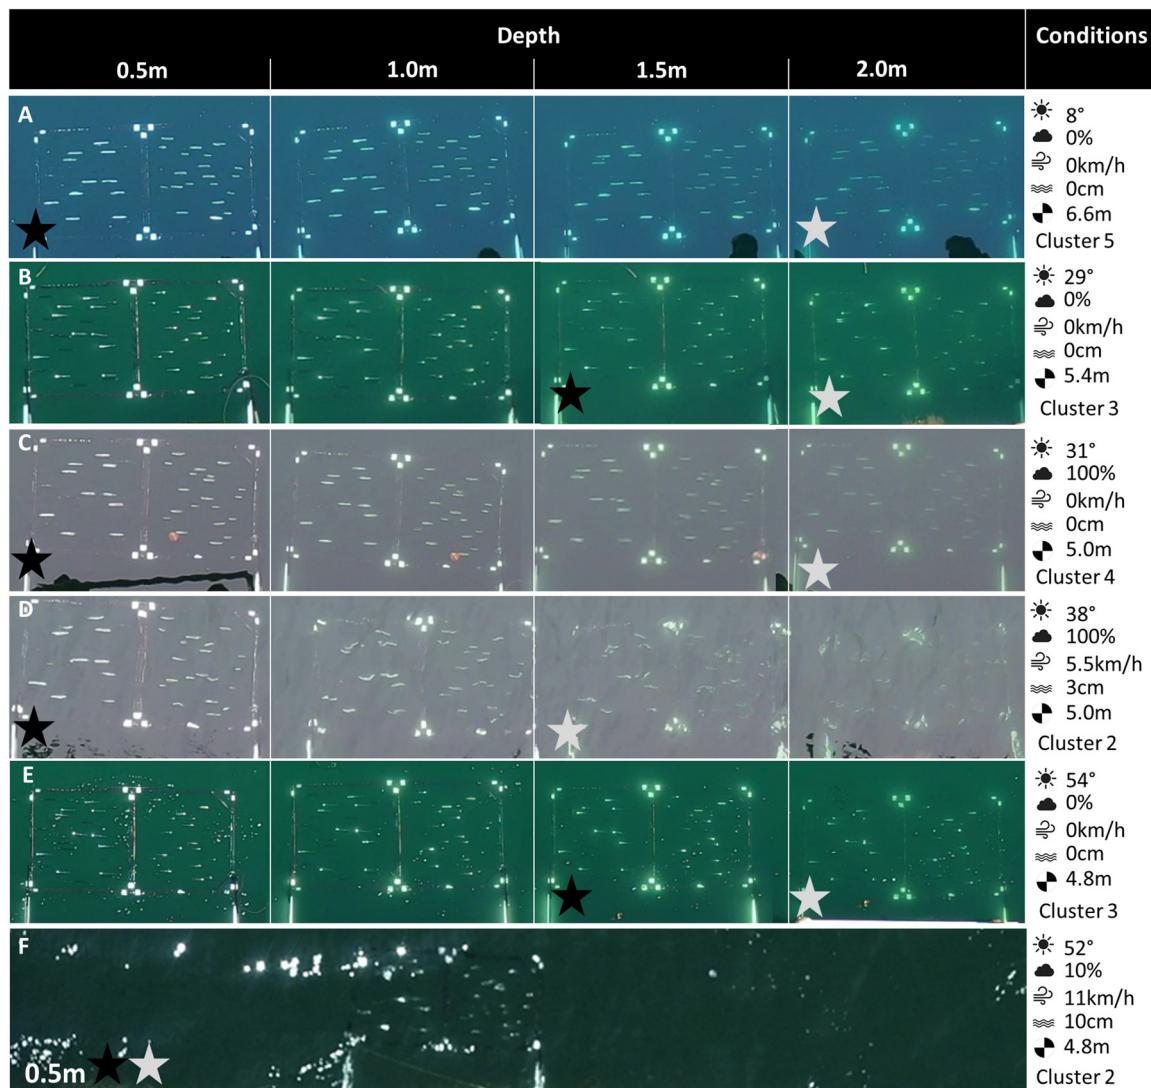 Depth
Conditions
0.5m
1.0m
1.5m
2.0m
A
8°
0%
0km/h
0cm
6.6m
Cluster 5
B
29°
0%
0km/h
0cm
5.4m
Cluster 3
C
31°
100%
0km/h
0cm
5.0m
Cluster 4
D
38°
100%
5.5km/h
3cm
5.0m
Cluster 2
E
54°
0%
0km/h
0cm
4.8m
Cluster 3
F
0.5m
52°
10%
11km/h
10cm
4.8m
Cluster 2